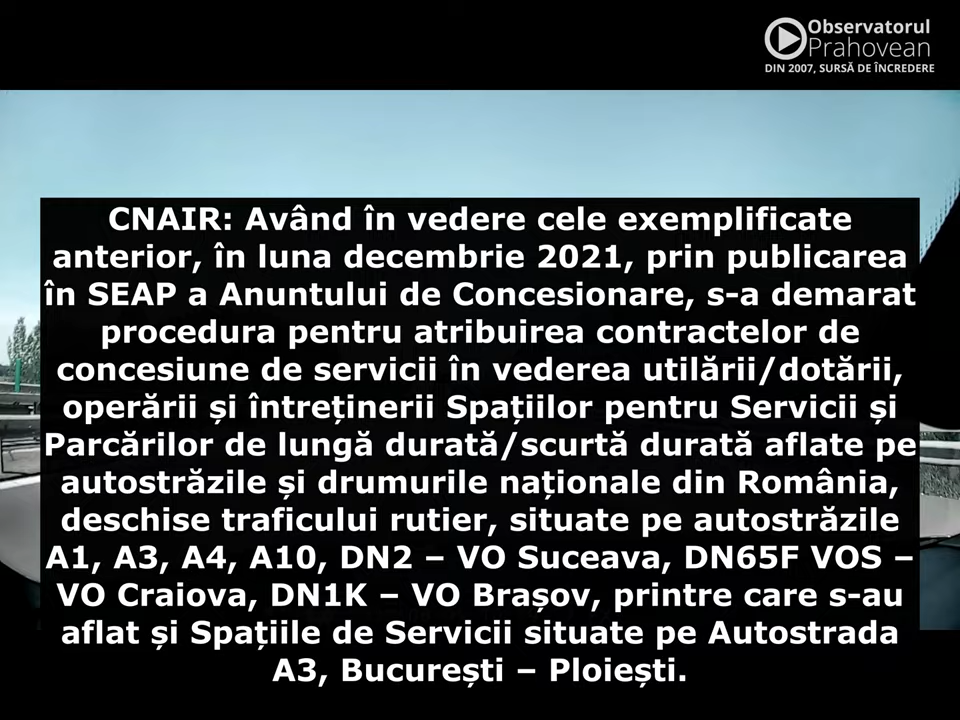 Observatorul
Prahovean
DIN 2007, SURSĂ DE ÎNCREDERE
CNAIR: Având în vedere cele exemplificate
anterior, în luna decembrie 2021, prin publicarea
în SEAP a Anuntului de Concesionare, s-a demarat
procedura pentru atribuirea contractelor de
concesiune de servicii în vederea utilării/dotării,
operării și întreținerii Spațiilor pentru Servicii și
Parcărilor de lungă durată/scurtă durată aflate pe
autostrăzile și drumurile naționale din România,
deschise traficului rutier, situate pe autostrăzile
A1, A3, A4, A10, DN2 – VO Suceava, DN65F VOS –
VO Craiova, DN1K – VO Brașov, printre care s-au
aflat și Spațiile de Servicii situate pe Autostrada
A3, București – Ploiești.